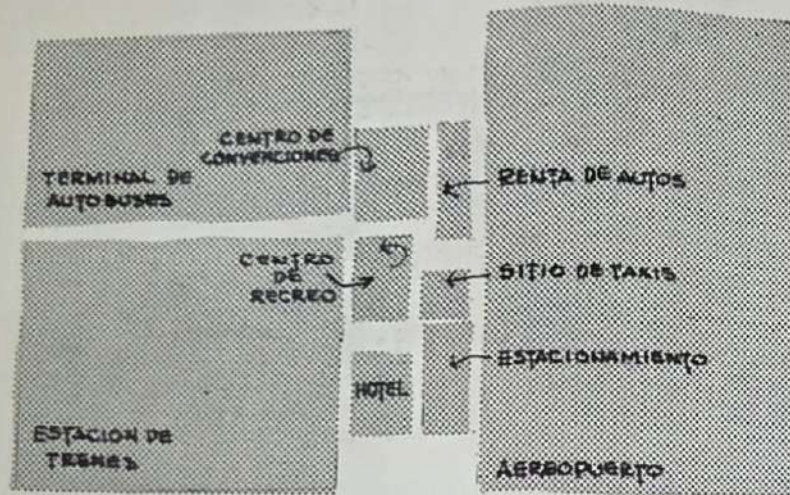 CENTRO DE
CONVENCIONES
TERMINAL DE
AUTOBUSES
RENTA DE AUTOS
CENTRO
DE
RECREO
SITIO DE TAXIS
ESTACIONAMIENTO
HOTEL
ESTACION DE
TRENES
AEREOPUERTO